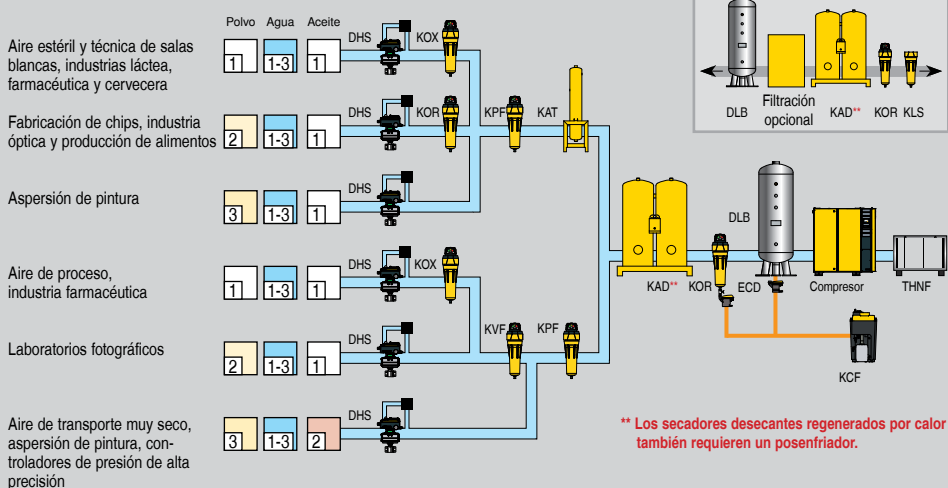 Polvo Agua Aceite
Aire estéril y técnica de salas
blancas, industrias láctea,
farmacéutica y cervecera
1 1-3 1
DHS KOX
Fabricación de chips, industria
óptica y producción de alimentos
2 1-3 1
DHS KOR KPF KAT
Aspersión de pintura
3 1-3 1
DHS
Aire de proceso,
industria farmacéutica
1 1-3 1
DHS KOX
Laboratorios fotográficos
2 1-3 1
DHS KVF KPF
Aire de transporte muy seco,
aspersión de pintura, con-
troladores de presión de alta
precisión
3 1-3 2
DHS
DLB Filtración
opcional KAD** KOR KLS
DLB
KAD** KOR ECD Compresor THNF
KCF
** Los secadores desecantes regenerados por calor
también requieren un posenfriador.